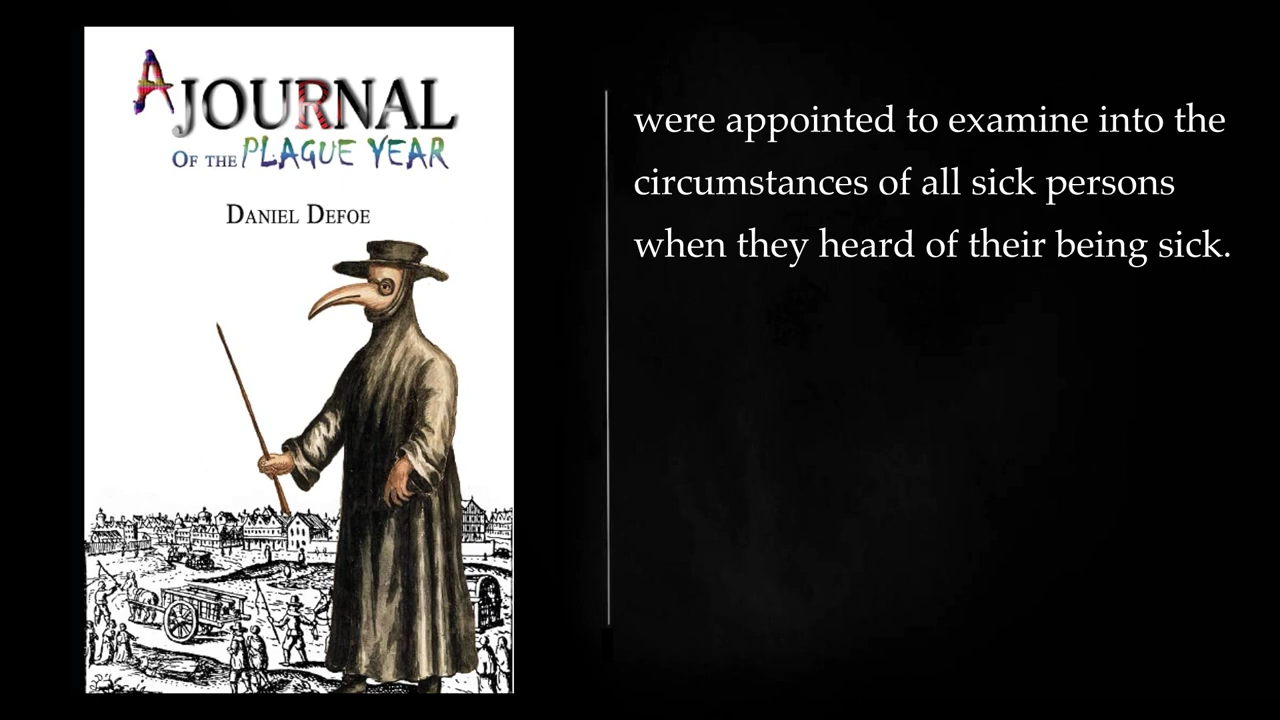 A JOURNAL
OF THE PLAGUE YEAR
DANIEL DEFOE
were appointed to examine into the
circumstances of all sick persons
when they heard of their being sick.